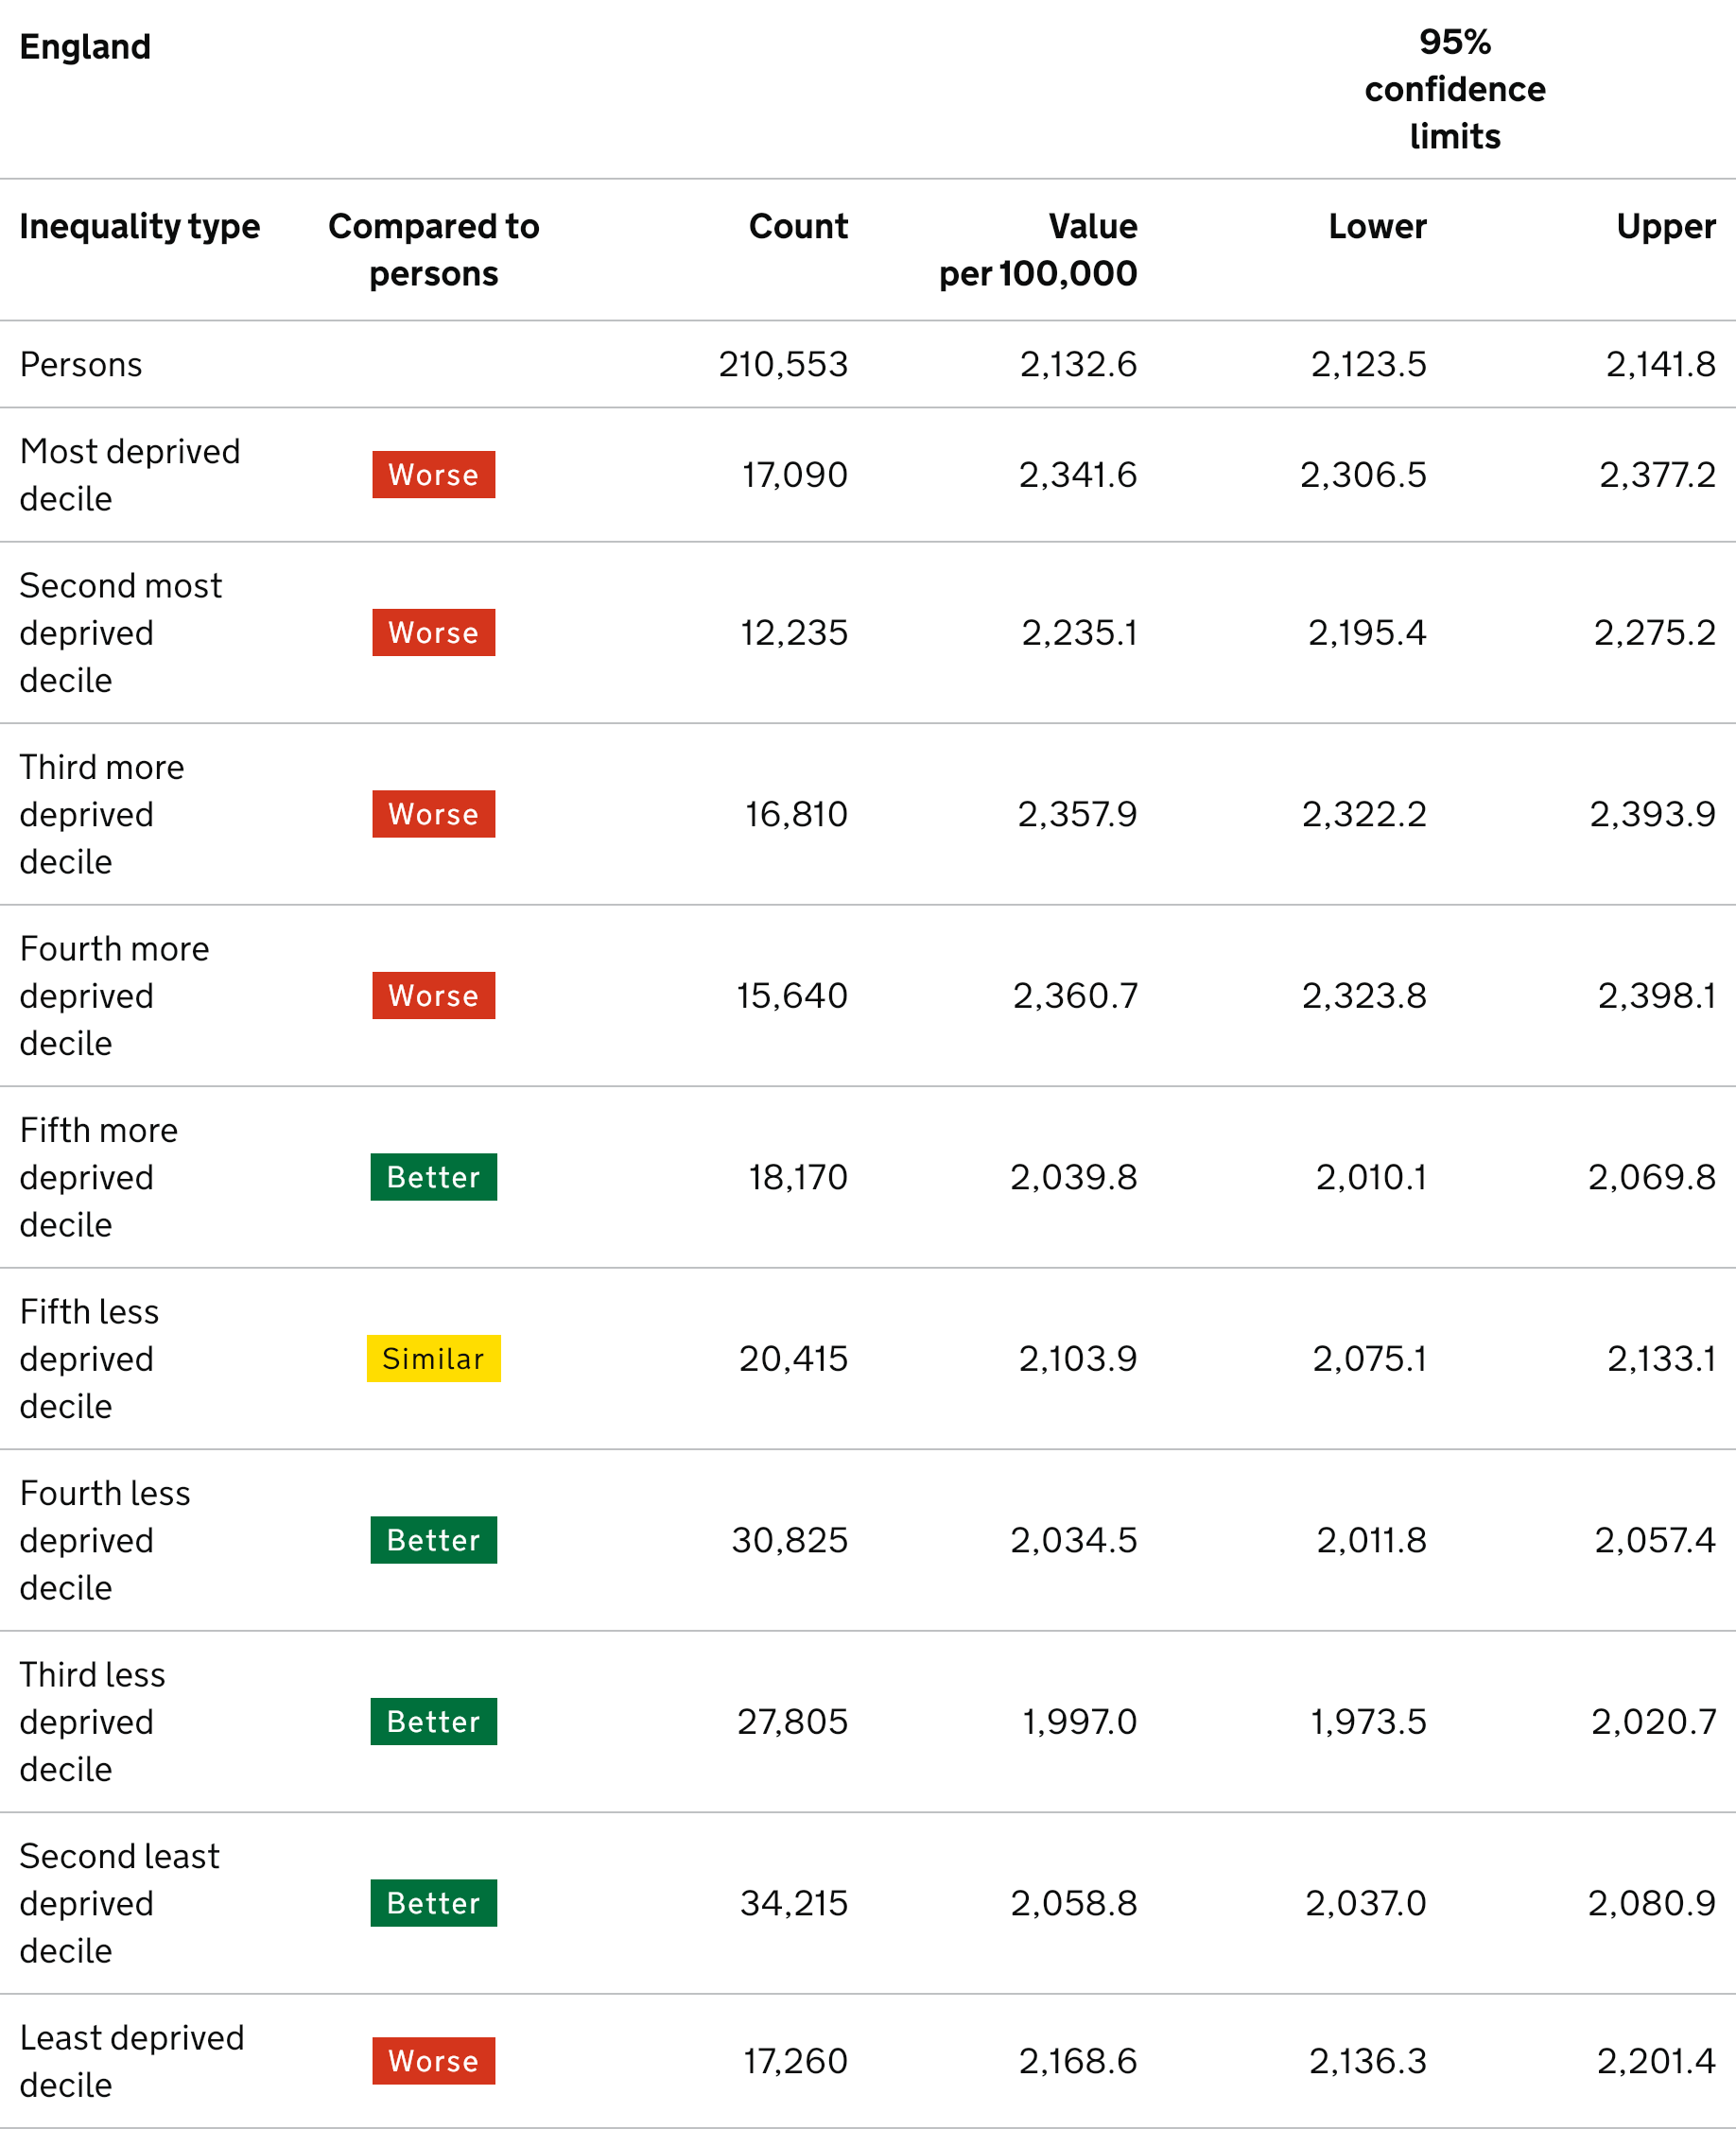 England
95%
confidence
limits
Inequality type Compared to persons Count Value per 100,000 Lower Upper
Persons 210,553 2,132.6 2,123.5 2,141.8
Most deprived decile Worse 17,090 2,341.6 2,306.5 2,377.2
Second most deprived decile Worse 12,235 2,235.1 2,195.4 2,275.2
Third more deprived decile Worse 16,810 2,357.9 2,322.2 2,393.9
Fourth more deprived decile Worse 15,640 2,360.7 2,323.8 2,398.1
Fifth more deprived decile Better 18,170 2,039.8 2,010.1 2,069.8
Fifth less deprived decile Similar 20,415 2,103.9 2,075.1 2,133.1
Fourth less deprived decile Better 30,825 2,034.5 2,011.8 2,057.4
Third less deprived decile Better 27,805 1,997.0 1,973.5 2,020.7
Second least deprived decile Better 34,215 2,058.8 2,037.0 2,080.9
Least deprived decile Worse 17,260 2,168.6 2,136.3 2,201.4